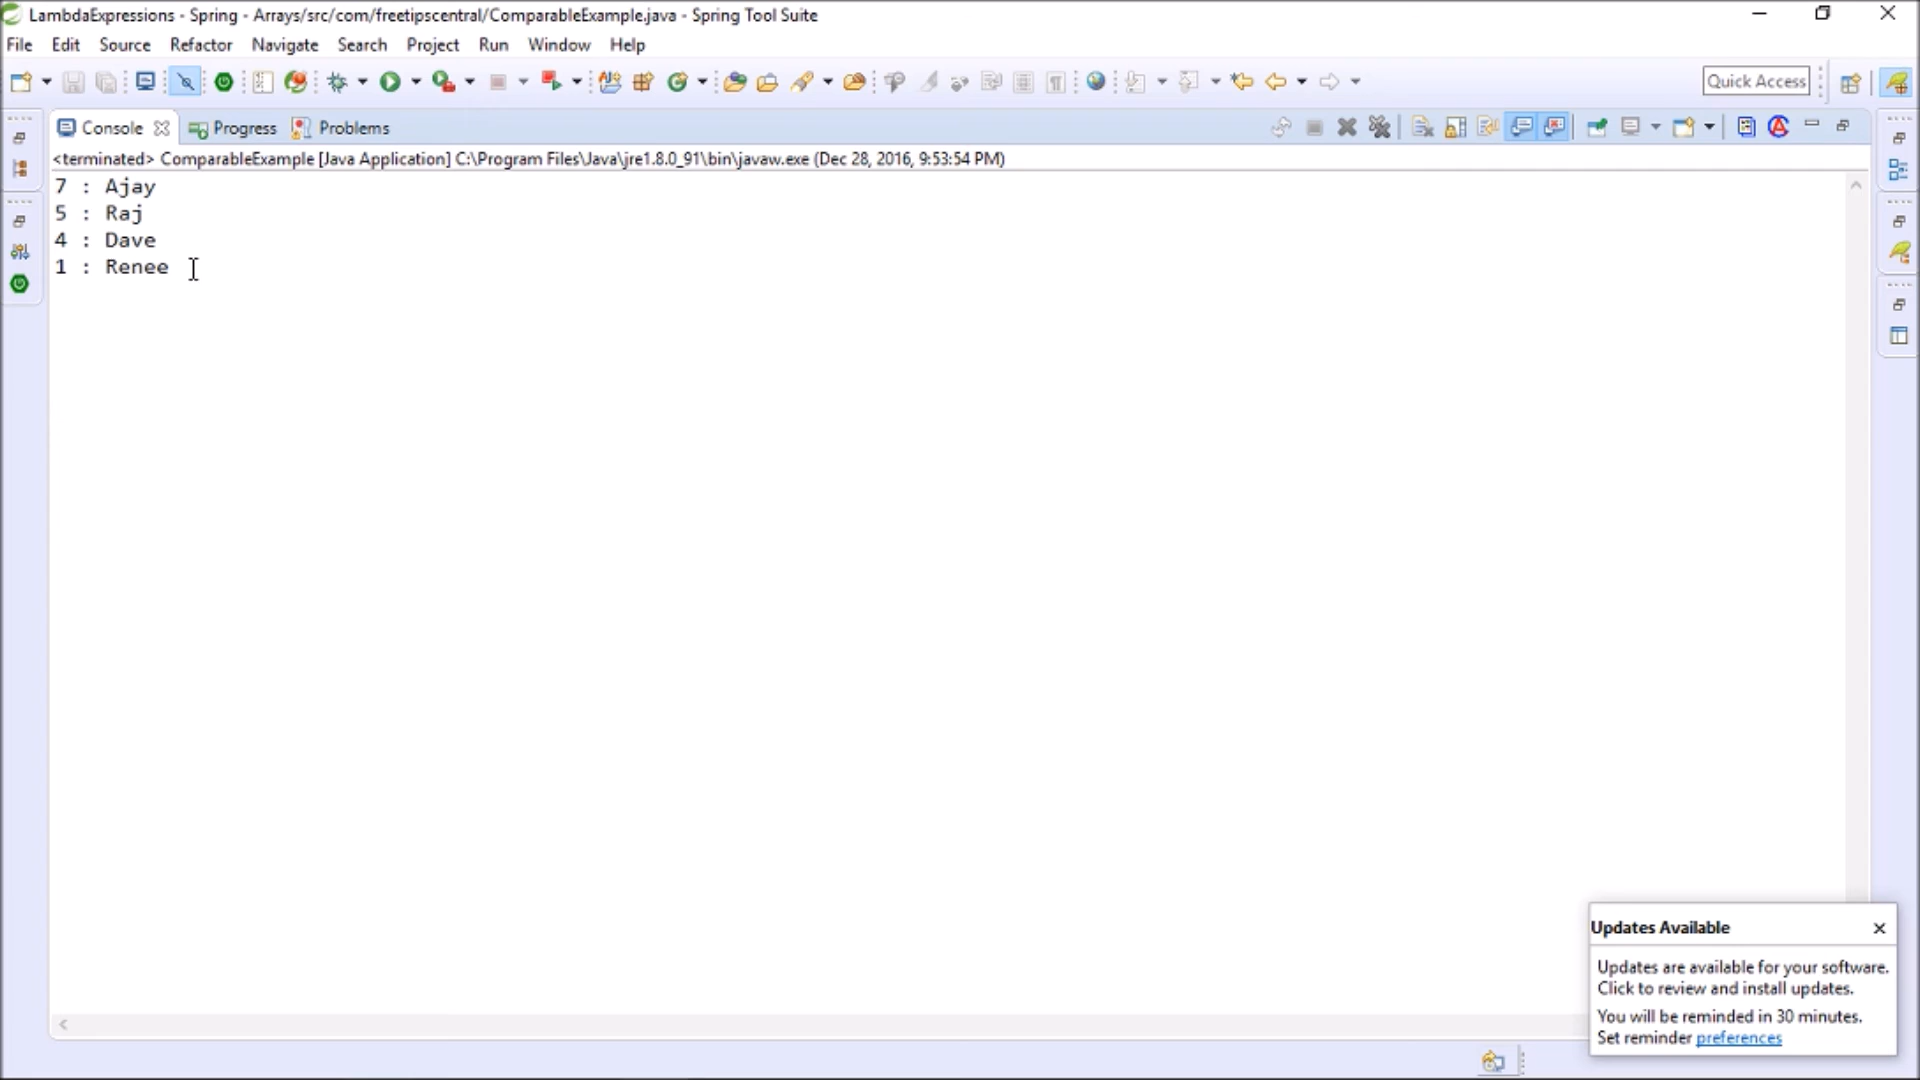 LambdaExpressions - Spring - Arrays/src/com/freetipscentral/ComparableExample.java - Spring Tool Suite
File Edit Source Refactor Navigate Search Project Run Window Help
Quick Access
Console Progress Problems
<terminated> ComparableExample [Java Application] C:\Program Files\Java\jre1.8.0_91\bin\javaw.exe (Dec 28, 2016, 9:53:54 PM)
7 : Ajay
5 : Raj
4 : Dave
1 : Renee
Updates Available
Updates are available for your software.
Click to review and install updates.
You will be reminded in 30 minutes.
Set reminder preferences